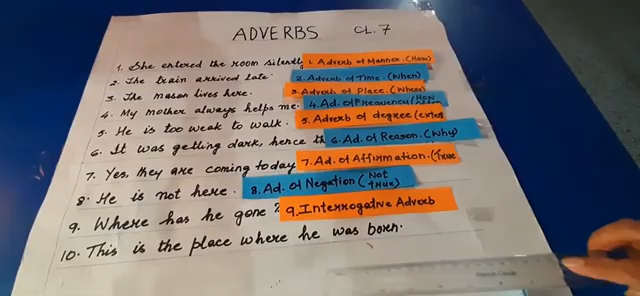 ADVERBS CL.7
1. She entered the room silently 1. Adverb of Manner. (How)
2. The train arrived late. 2. Adverb of Time. (When)
3. The mason lives here. 3. Adverb of Place. (Where)
4. My mother always helps me. 4. Ad. of Frequency (How
5. He is too weak to walk. 5. Adverb of degree (exten
6. It was getting dark, hence th 6. Ad. of Reason. (Why)
7. Yes, they are coming today 7. Ad. of Affirmation. (True
8. He is not here. 8. Ad. of Negation (Not True)
9. Where has he gone ? 9. Interrogative Adverb
10. This is the place where he was born.